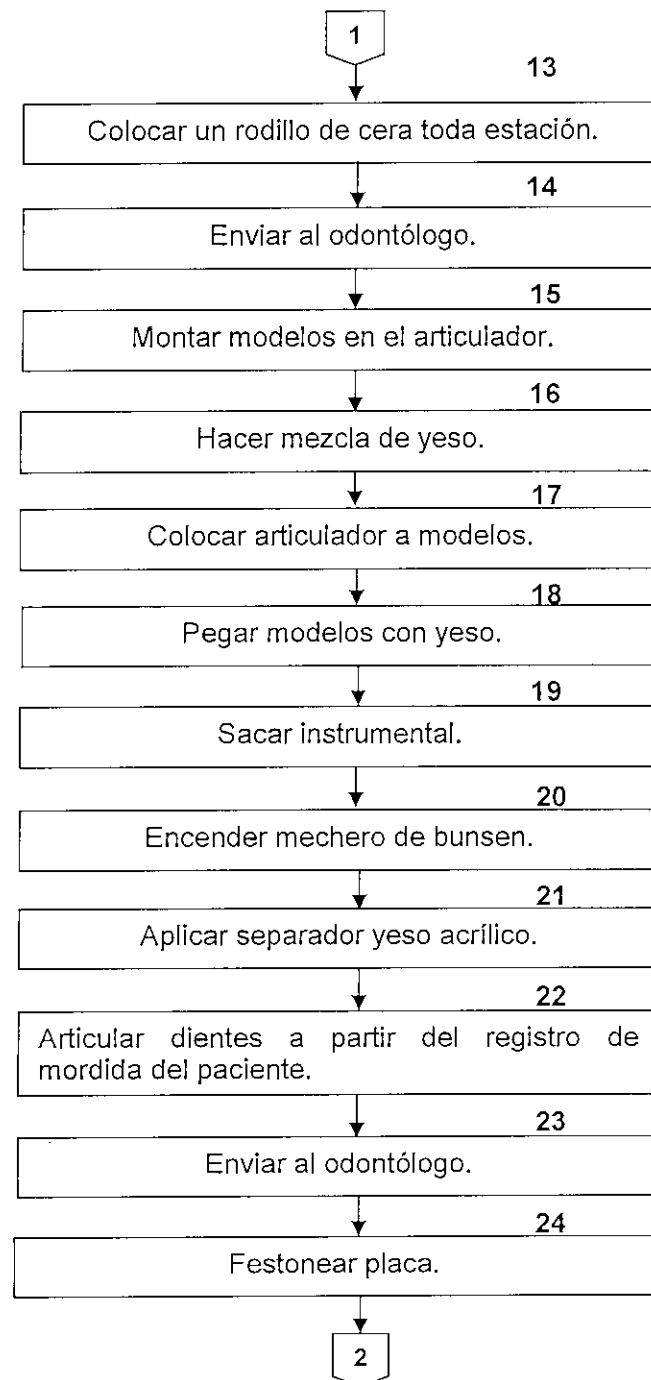 1
13
Colocar un rodillo de cera toda estación.
14
Enviar al odontólogo.
15
Montar modelos en el articulador.
16
Hacer mezcla de yeso.
17
Colocar articulador a modelos.
18
Pegar modelos con yeso.
19
Sacar instrumental.
20
Encender mechero de bunsen.
21
Aplicar separador yeso acrílico.
22
Articular dientes a partir del registro de
mordida del paciente.
23
Enviar al odontólogo.
24
Festonear placa.
2